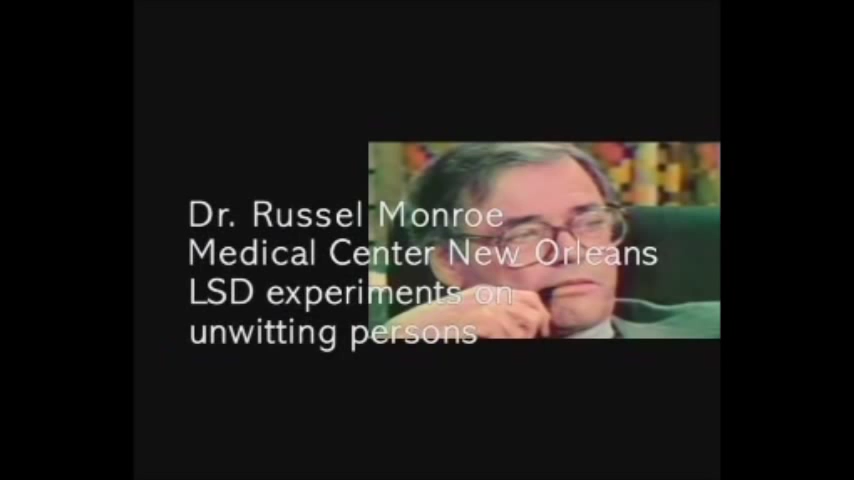 Dr. Russel Monroe
Medical Center New Orleans
LSD experiments on
unwitting persons